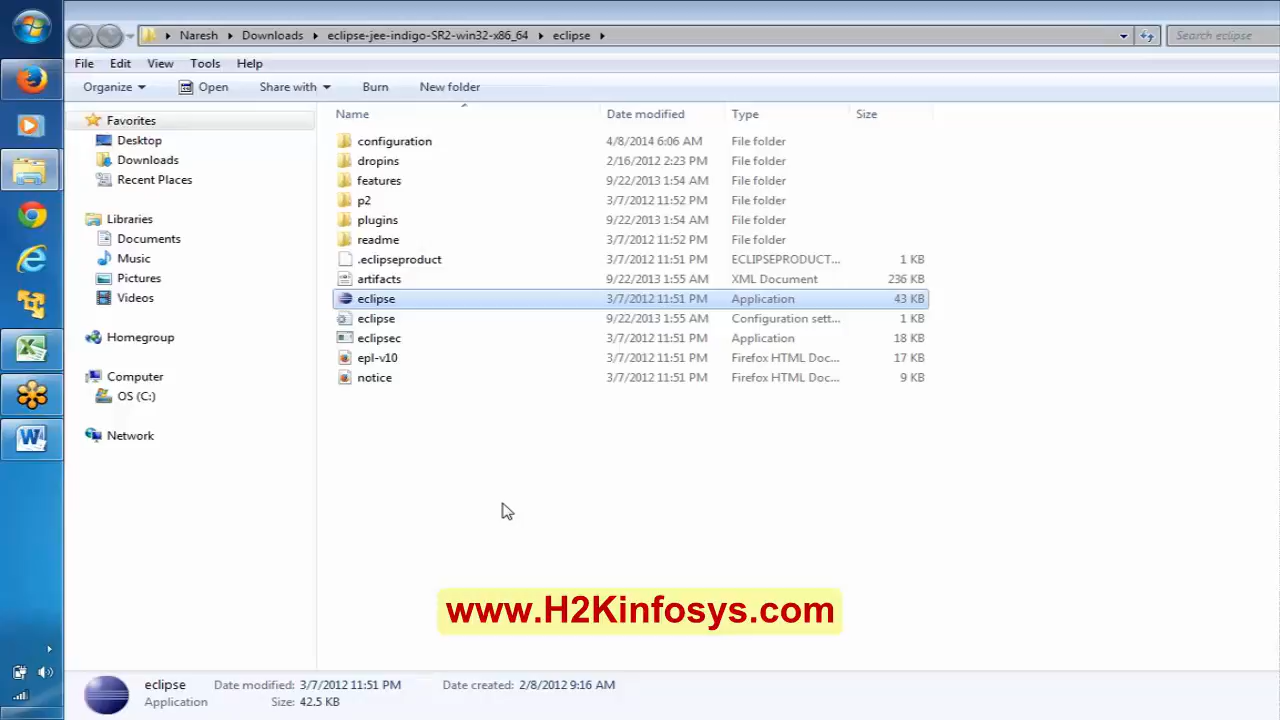 Naresh Downloads eclipse-jee-indigo-SR2-win32-x86_64 eclipse Search eclipse
File Edit View Tools Help
Organize Open Share with Burn New folder
Name Date modified Type Size
Favorites
Desktop
Downloads
Recent Places
Libraries
Documents
Music
Pictures
Videos
Homegroup
Computer
OS (C:)
Network
configuration 4/8/2014 6:06 AM File folder
dropins 2/16/2012 2:23 PM File folder
features 9/22/2013 1:54 AM File folder
p2 3/7/2012 11:52 PM File folder
plugins 9/22/2013 1:54 AM File folder
readme 3/7/2012 11:52 PM File folder
.eclipseproduct 3/7/2012 11:51 PM ECLIPSEPRODUCT... 1 KB
artifacts 9/22/2013 1:55 AM XML Document 236 KB
eclipse 3/7/2012 11:51 PM Application 43 KB
eclipse 9/22/2013 1:55 AM Configuration sett... 1 KB
eclipsec 3/7/2012 11:51 PM Application 18 KB
epl-v10 3/7/2012 11:51 PM Firefox HTML Doc... 17 KB
notice 3/7/2012 11:51 PM Firefox HTML Doc... 9 KB
www.H2Kinfosys.com
eclipse Date modified: 3/7/2012 11:51 PM Date created: 2/8/2012 9:16 AM
Application Size: 42.5 KB